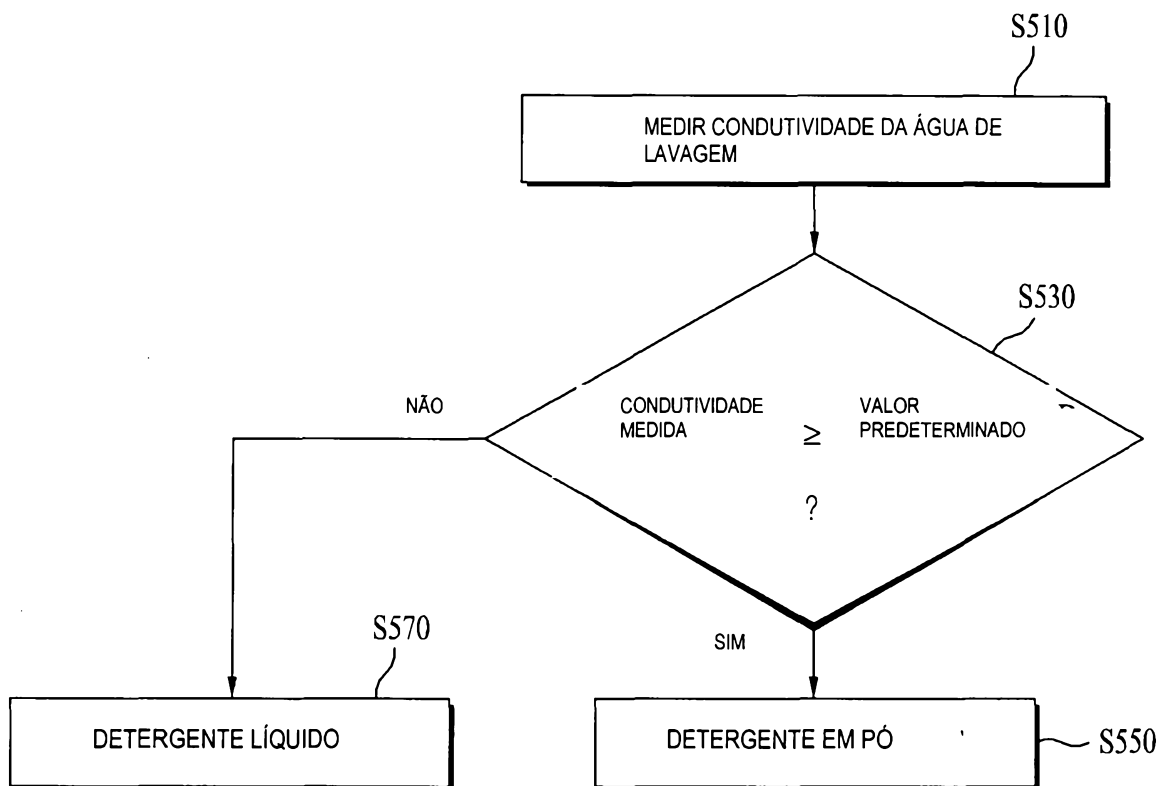 S510
MEDIR CONDUTIVIDADE DA ÁGUA DE
LAVAGEM
S530
NÃO
CONDUTIVIDADE
MEDIDA
≥
VALOR
PREDETERMINADO
?
SIM
S570
DETERGENTE LÍQUIDO
DETERGENTE EM PÓ
S550